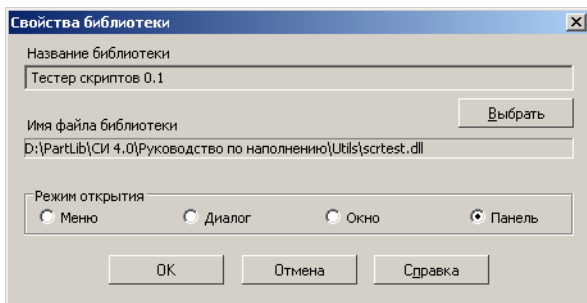 Свойства библиотеки
Название библиотеки
Тестер скриптов 0.1
Выбрать
Имя файла библиотеки
D:\PartLib\СИ 4.0\Руководство по наполнению\Utils\scrtest.dll
Режим открытия
Меню Диалог Окно Панель
OK Отмена Справка